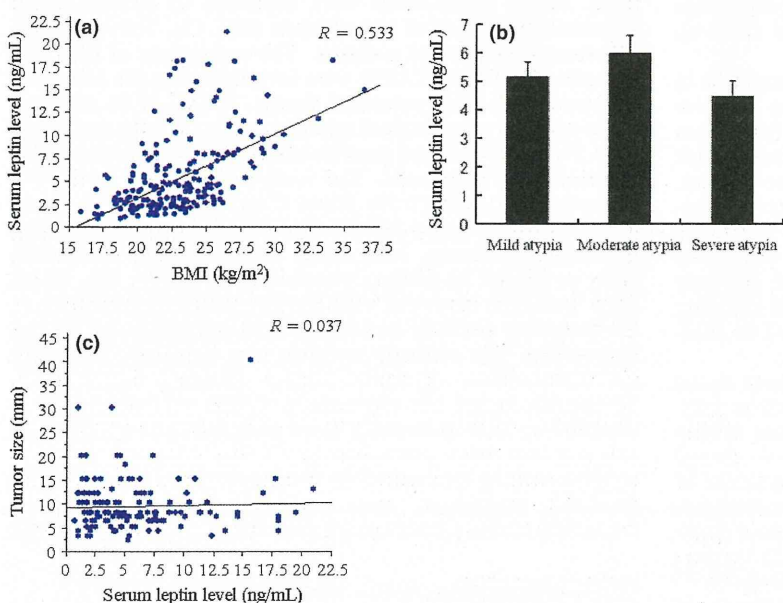 (a)
R = 0.533
Serum leptin level (ng/mL)
22.5
20
17.5
15
12.5
10
7.5
5
2.5
0
15 17.5 20 22.5 25 27.5 30 32.5 35 37.5
BMI (kg/m²)
(b)
Serum leptin level (ng/mL)
7
6
5
4
3
2
1
0
Mild atypia Moderate atypia Severe atypia
(c)
R = 0.037
Tumor size (mm)
45
40
35
30
25
20
15
10
5
0
0 2.5 5 7.5 10 12.5 15 17.5 20 22.5
Serum leptin level (ng/mL)